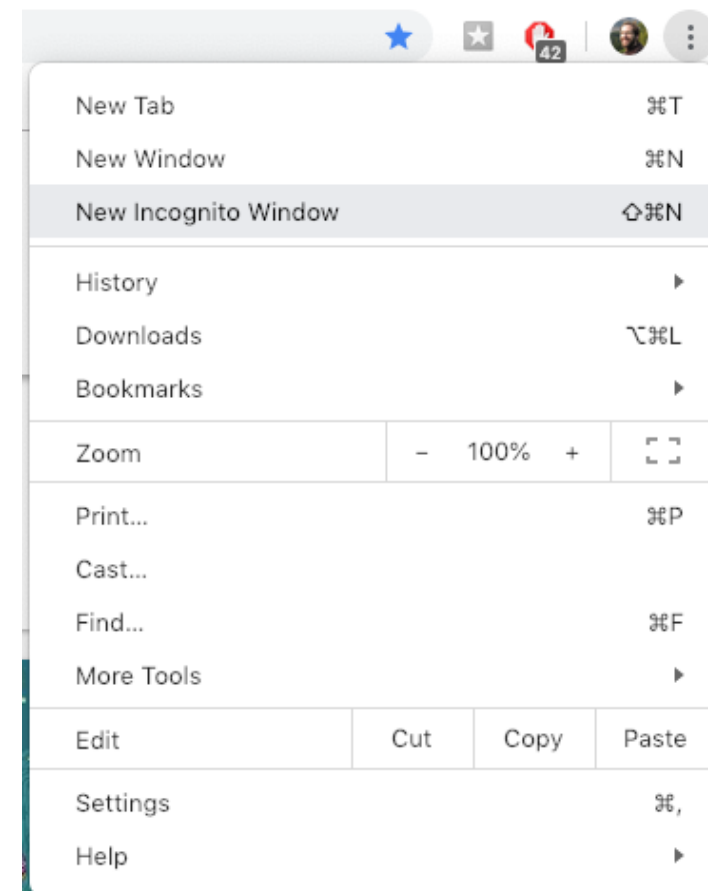 42
New Tab ⌘T
New Window ⌘N
New Incognito Window ⇧⌘N
History
Downloads ⌥⌘L
Bookmarks
Zoom - 100% +
Print... ⌘P
Cast...
Find... ⌘F
More Tools
Edit Cut Copy Paste
Settings ⌘,
Help